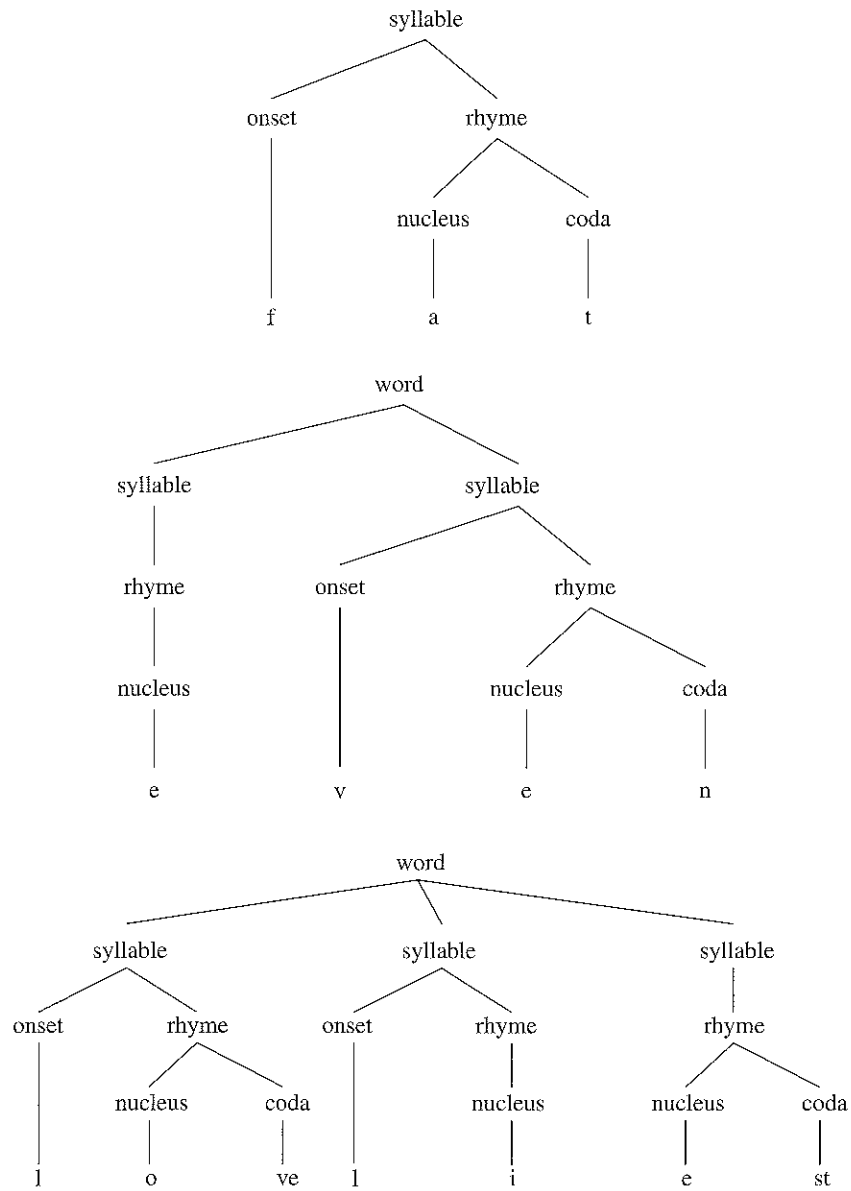 syllable
onset rhyme
nucleus coda
f a t
word
syllable syllable
rhyme onset rhyme
nucleus nucleus coda
e v e n
word
syllable syllable syllable
onset rhyme onset rhyme rhyme
nucleus coda nucleus nucleus coda
l o ve l i e st